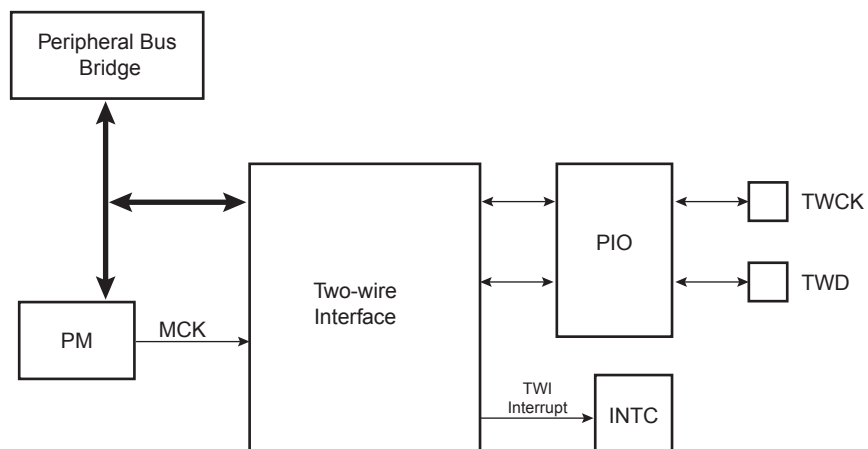 Peripheral Bus
Bridge
TWCK
PIO
Two-wire
Interface
TWD
PM
MCK
TWI
Interrupt
INTC